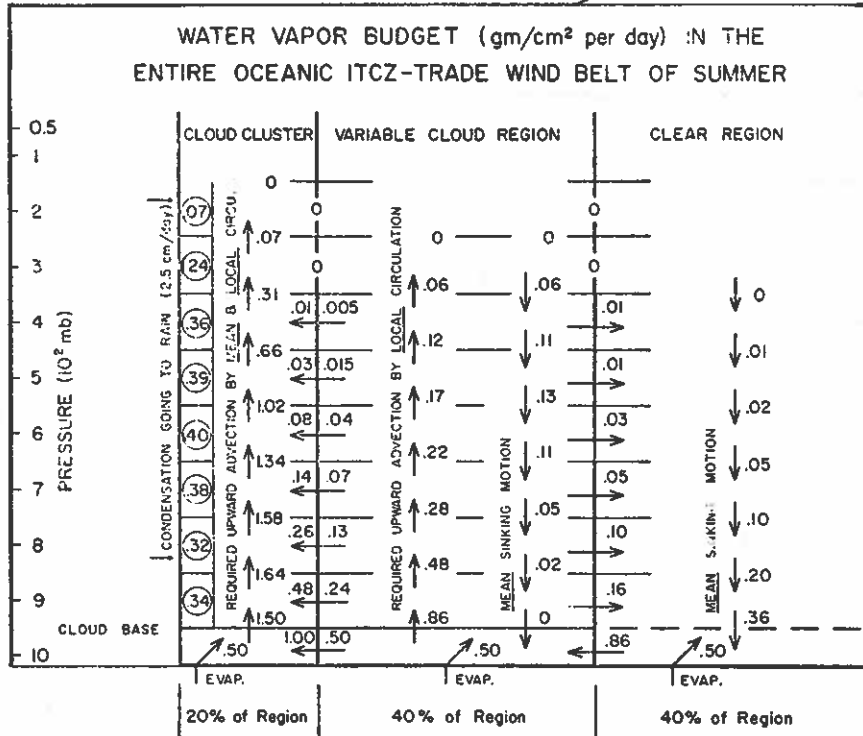 WATER VAPOR BUDGET (gm/cm² per day) IN THE
ENTIRE OCEANIC ITCZ-TRADE WIND BELT OF SUMMER
CLOUD CLUSTER VARIABLE CLOUD REGION CLEAR REGION
PRESSURE (10² mb)
0.5
1
2
3
4
5
6
7
8
9
10
CLOUD BASE
CONDENSATION GOING TO RAIN (2.5 cm/day)
REQUIRED UPWARD ADVECTION BY MEAN & LOCAL CIRCU.
REQUIRED UPWARD ADVECTION BY LOCAL CIRCULATION
MEAN SINKING MOTION
MEAN SINKING MOTION
0
.07 0 0
.07 0 0
.24 0 0
.31 .06 .06 0
.36 .01 .005 .01
.66 .12 .11 .01
.39 .03 .015 .01
1.02 .17 .13 .02
.40 .08 .04 .03
1.34 .22 .11 .05
.38 .14 .07 .05
1.58 .28 .05 .10
.32 .26 .13 .10
1.64 .48 .02 .20
.34 .48 .24 .16
1.50 .86 0 .36
.50 1.00 .50 .50 .86 .50
EVAP. EVAP. EVAP.
20% of Region 40% of Region 40% of Region